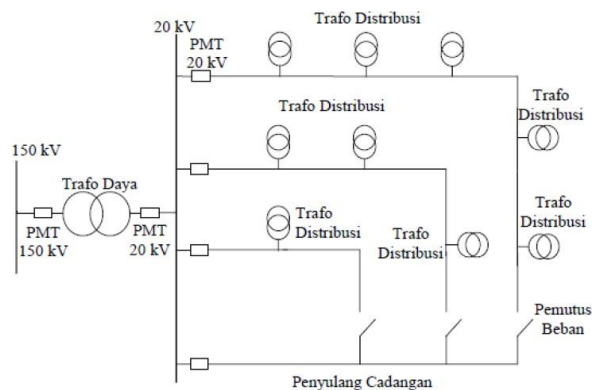 Trafo Distribusi
20 kV
PMT
20 kV
Trafo
Distribusi
Trafo Distribusi
150 kV
Trafo Daya
PMT
150 kV
PMT
20 kV
Trafo
Distribusi
Trafo
Distribusi
Trafo
Distribusi
Pemutus
Beban
Penyulang Cadangan